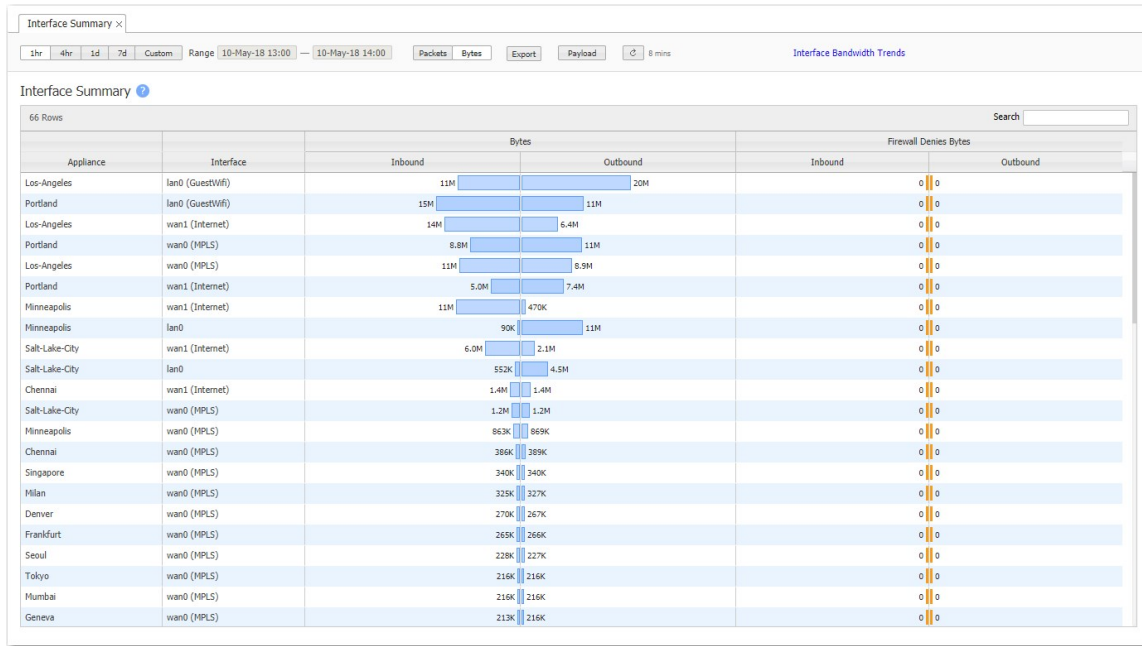 Interface Summary ×
1hr 4hr 1d 7d Custom Range 10-May-18 13:00 — 10-May-18 14:00 Packets Bytes Export Payload 8 mins Interface Bandwidth Trends
Interface Summary ?
66 Rows Search
Bytes Firewall Denies Bytes
Appliance Interface Inbound Outbound Inbound Outbound
Los-Angeles lan0 (GuestWifi) 11M 20M 0 0
Portland lan0 (GuestWifi) 15M 11M 0 0
Los-Angeles wan1 (Internet) 14M 6.4M 0 0
Portland wan0 (MPLS) 8.8M 11M 0 0
Los-Angeles wan0 (MPLS) 11M 8.9M 0 0
Portland wan1 (Internet) 5.0M 7.4M 0 0
Minneapolis wan1 (Internet) 11M 470K 0 0
Minneapolis lan0 90K 11M 0 0
Salt-Lake-City wan1 (Internet) 6.0M 2.1M 0 0
Salt-Lake-City lan0 552K 4.5M 0 0
Chennai wan1 (Internet) 1.4M 1.4M 0 0
Salt-Lake-City wan0 (MPLS) 1.2M 1.2M 0 0
Minneapolis wan0 (MPLS) 863K 869K 0 0
Chennai wan0 (MPLS) 386K 389K 0 0
Singapore wan0 (MPLS) 340K 340K 0 0
Milan wan0 (MPLS) 325K 327K 0 0
Denver wan0 (MPLS) 270K 267K 0 0
Frankfurt wan0 (MPLS) 265K 266K 0 0
Seoul wan0 (MPLS) 228K 227K 0 0
Tokyo wan0 (MPLS) 216K 216K 0 0
Mumbai wan0 (MPLS) 216K 216K 0 0
Geneva wan0 (MPLS) 213K 216K 0 0